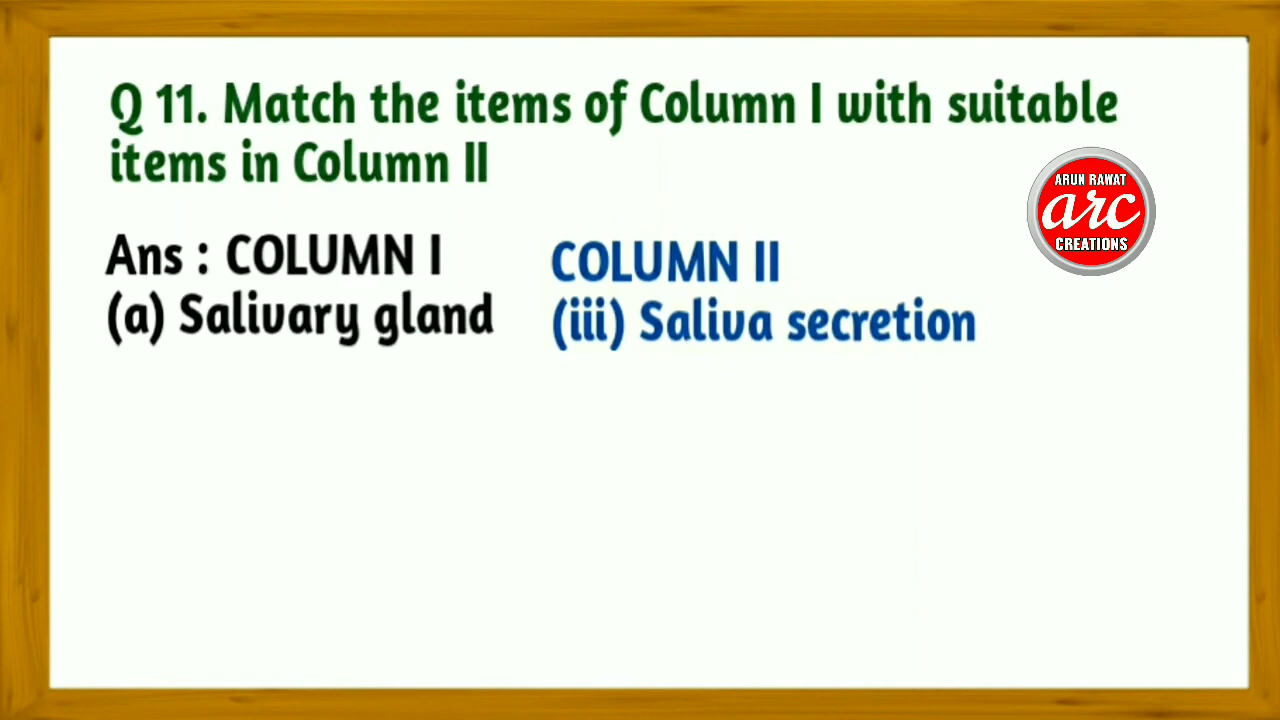 Q 11. Match the items of Column I with suitable
items in Column II
Ans : COLUMN I
(a) Salivary gland
COLUMN II
(iii) Saliva secretion
ARUN RAWAT
arc
CREATIONS